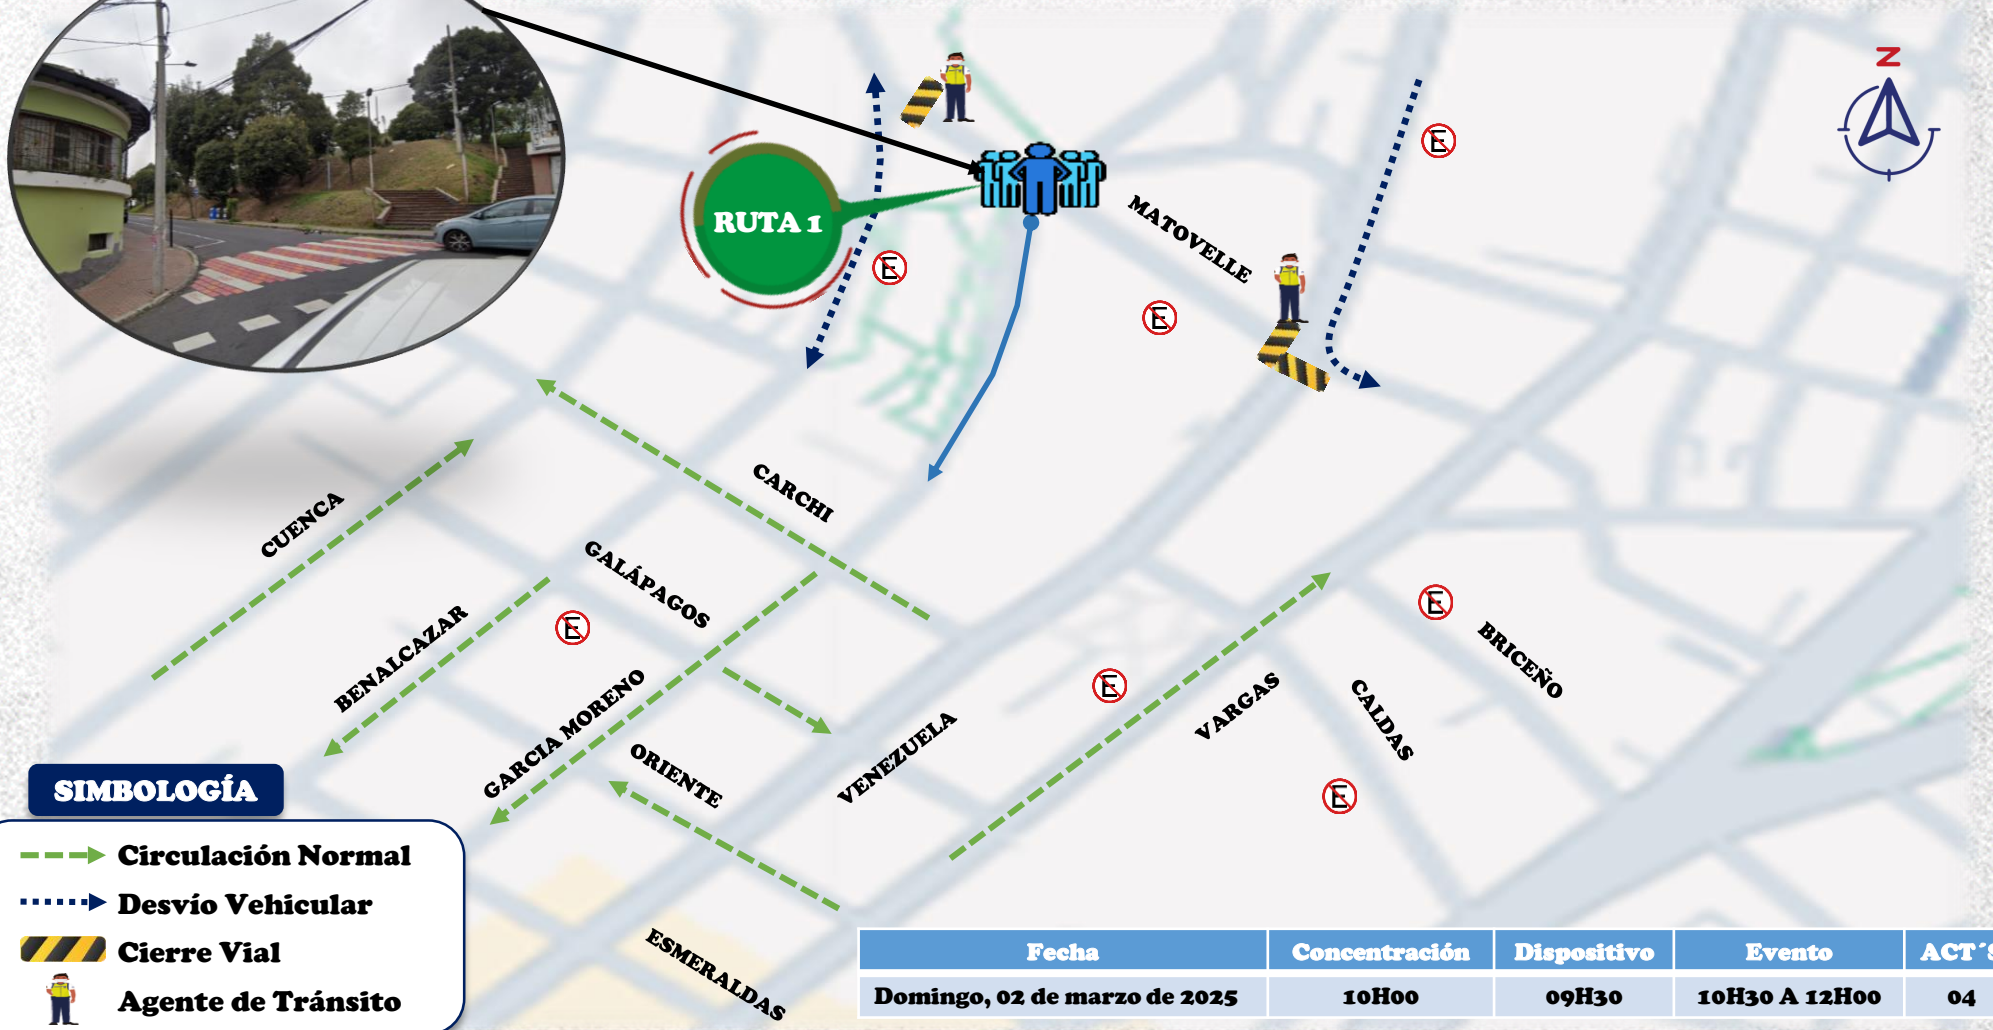 N
RUTA 1
E
E
E
MATOVELLE
CARCHI
CUENCA
GALÁPAGOS
BENALCAZAR
E
GARCIA MORENO
ORIENTE
VENEZUELA
E
VARGAS
CALDAS
E
BRICEÑO
E
ESMERALDAS
SIMBOLOGÍA
Circulación Normal
Desvío Vehicular
Cierre Vial
Agente de Tránsito
Fecha Concentración Dispositivo Evento ACT´S
Domingo, 02 de marzo de 2025 10H00 09H30 10H30 A 12H00 04